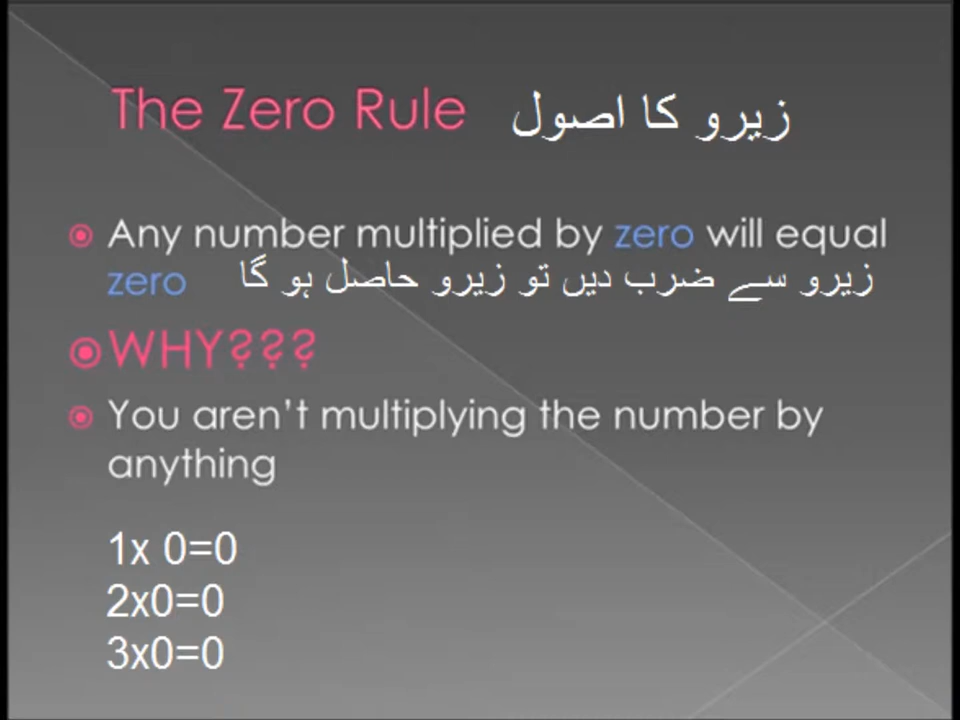 The Zero Rule زیرو کا اصول
Any number multiplied by zero will equal
zero زیرو سے ضرب دیں تو زیرو حاصل ہو گا
WHY???
You aren't multiplying the number by
anything
1x 0=0
2x0=0
3x0=0